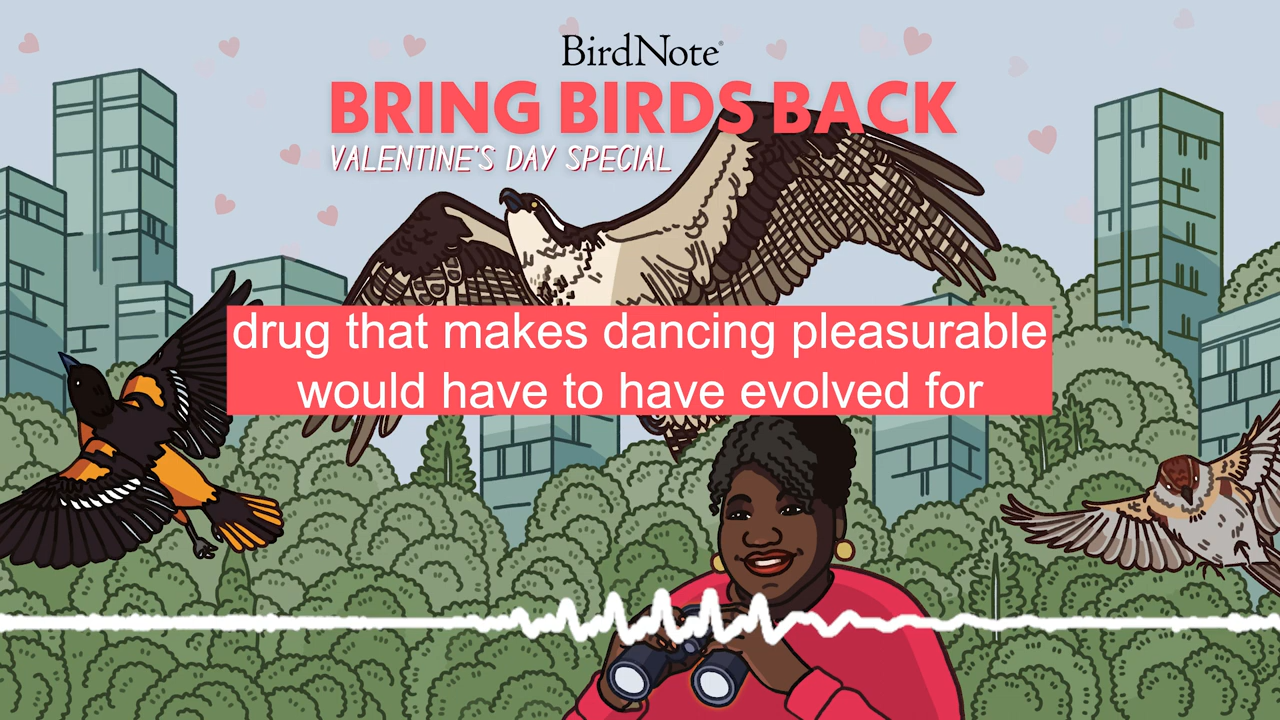 BirdNote®
BRING BIRDS BACK
VALENTINE'S DAY SPECIAL
drug that makes dancing pleasurable
would have to have evolved for